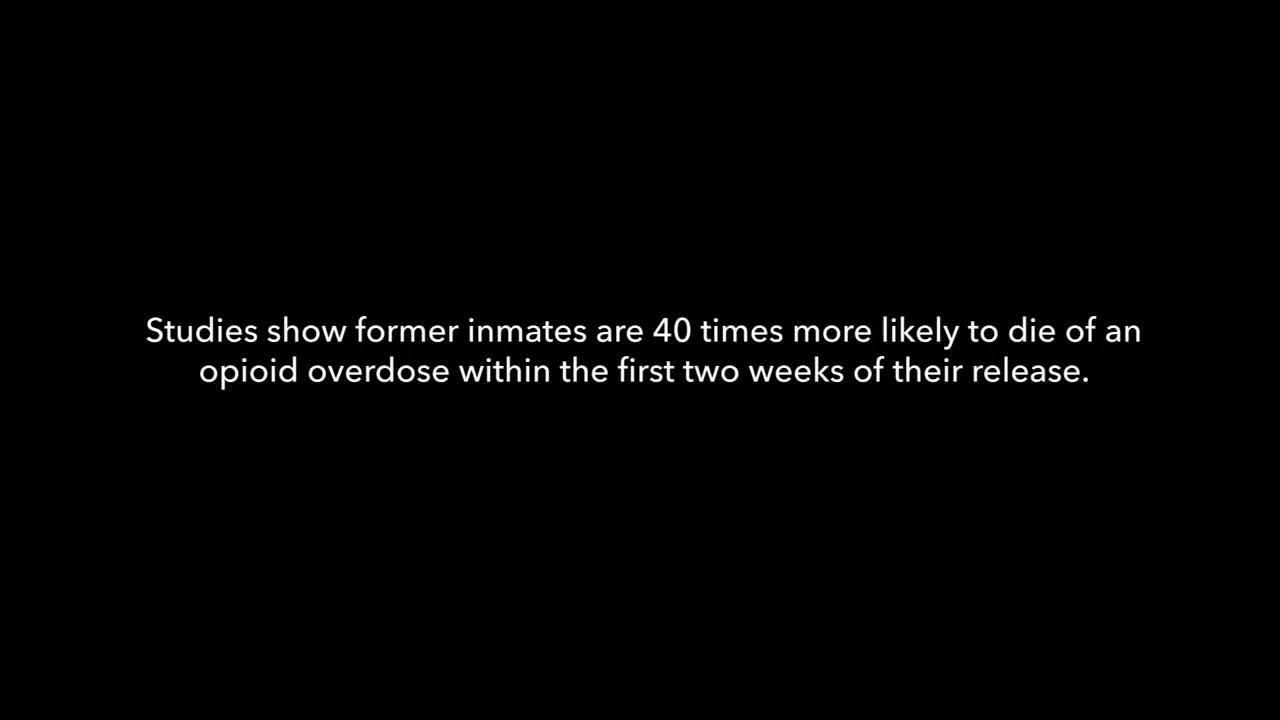 Studies show former inmates are 40 times more likely to die of an
opioid overdose within the first two weeks of their release.